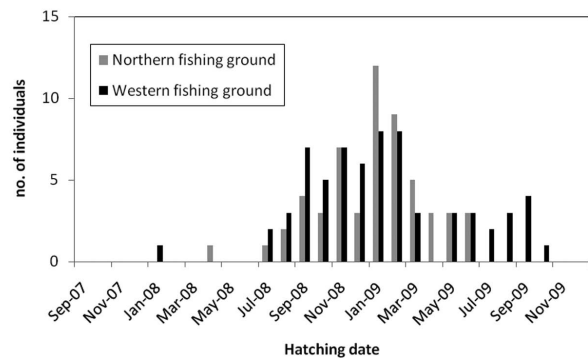 15
10
5
0
no. of individuals
Northern fishing ground
Western fishing ground
Sep-07
Nov-07
Jan-08
Mar-08
May-08
Jul-08
Sep-08
Nov-08
Jan-09
Mar-09
May-09
Jul-09
Sep-09
Nov-09
Hatching date